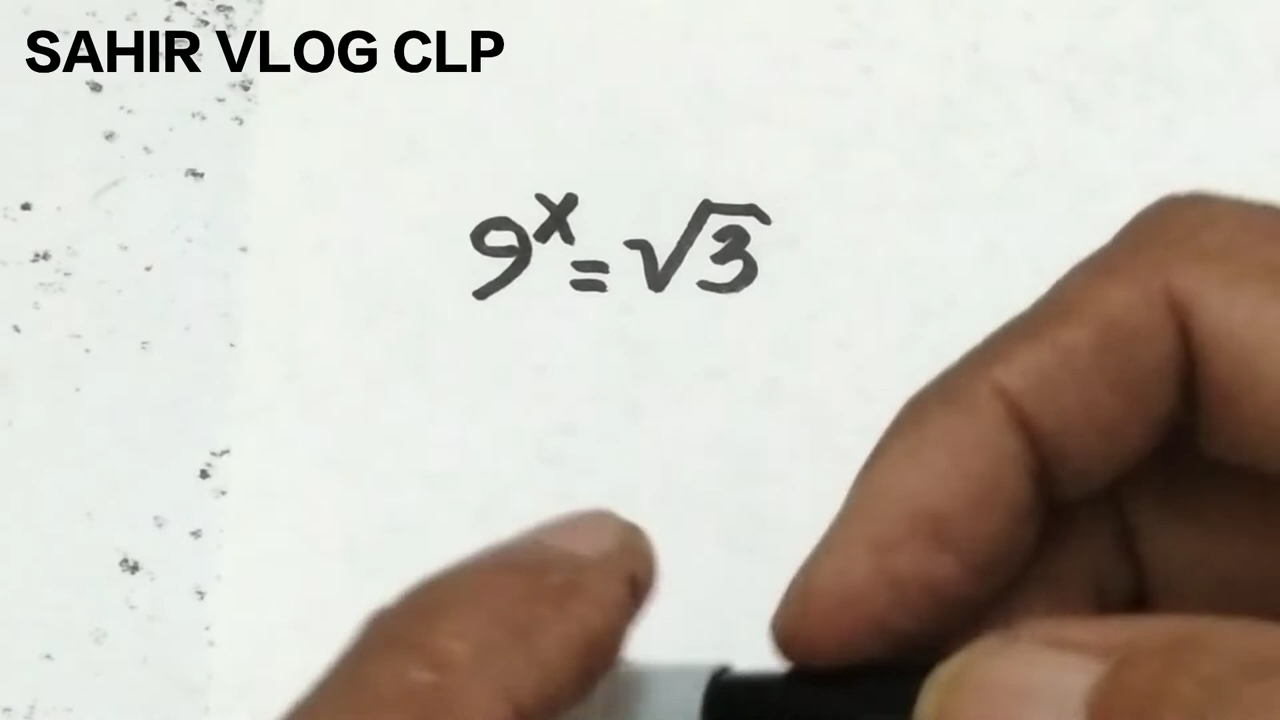 SAHIR VLOG CLP
9^x = √3